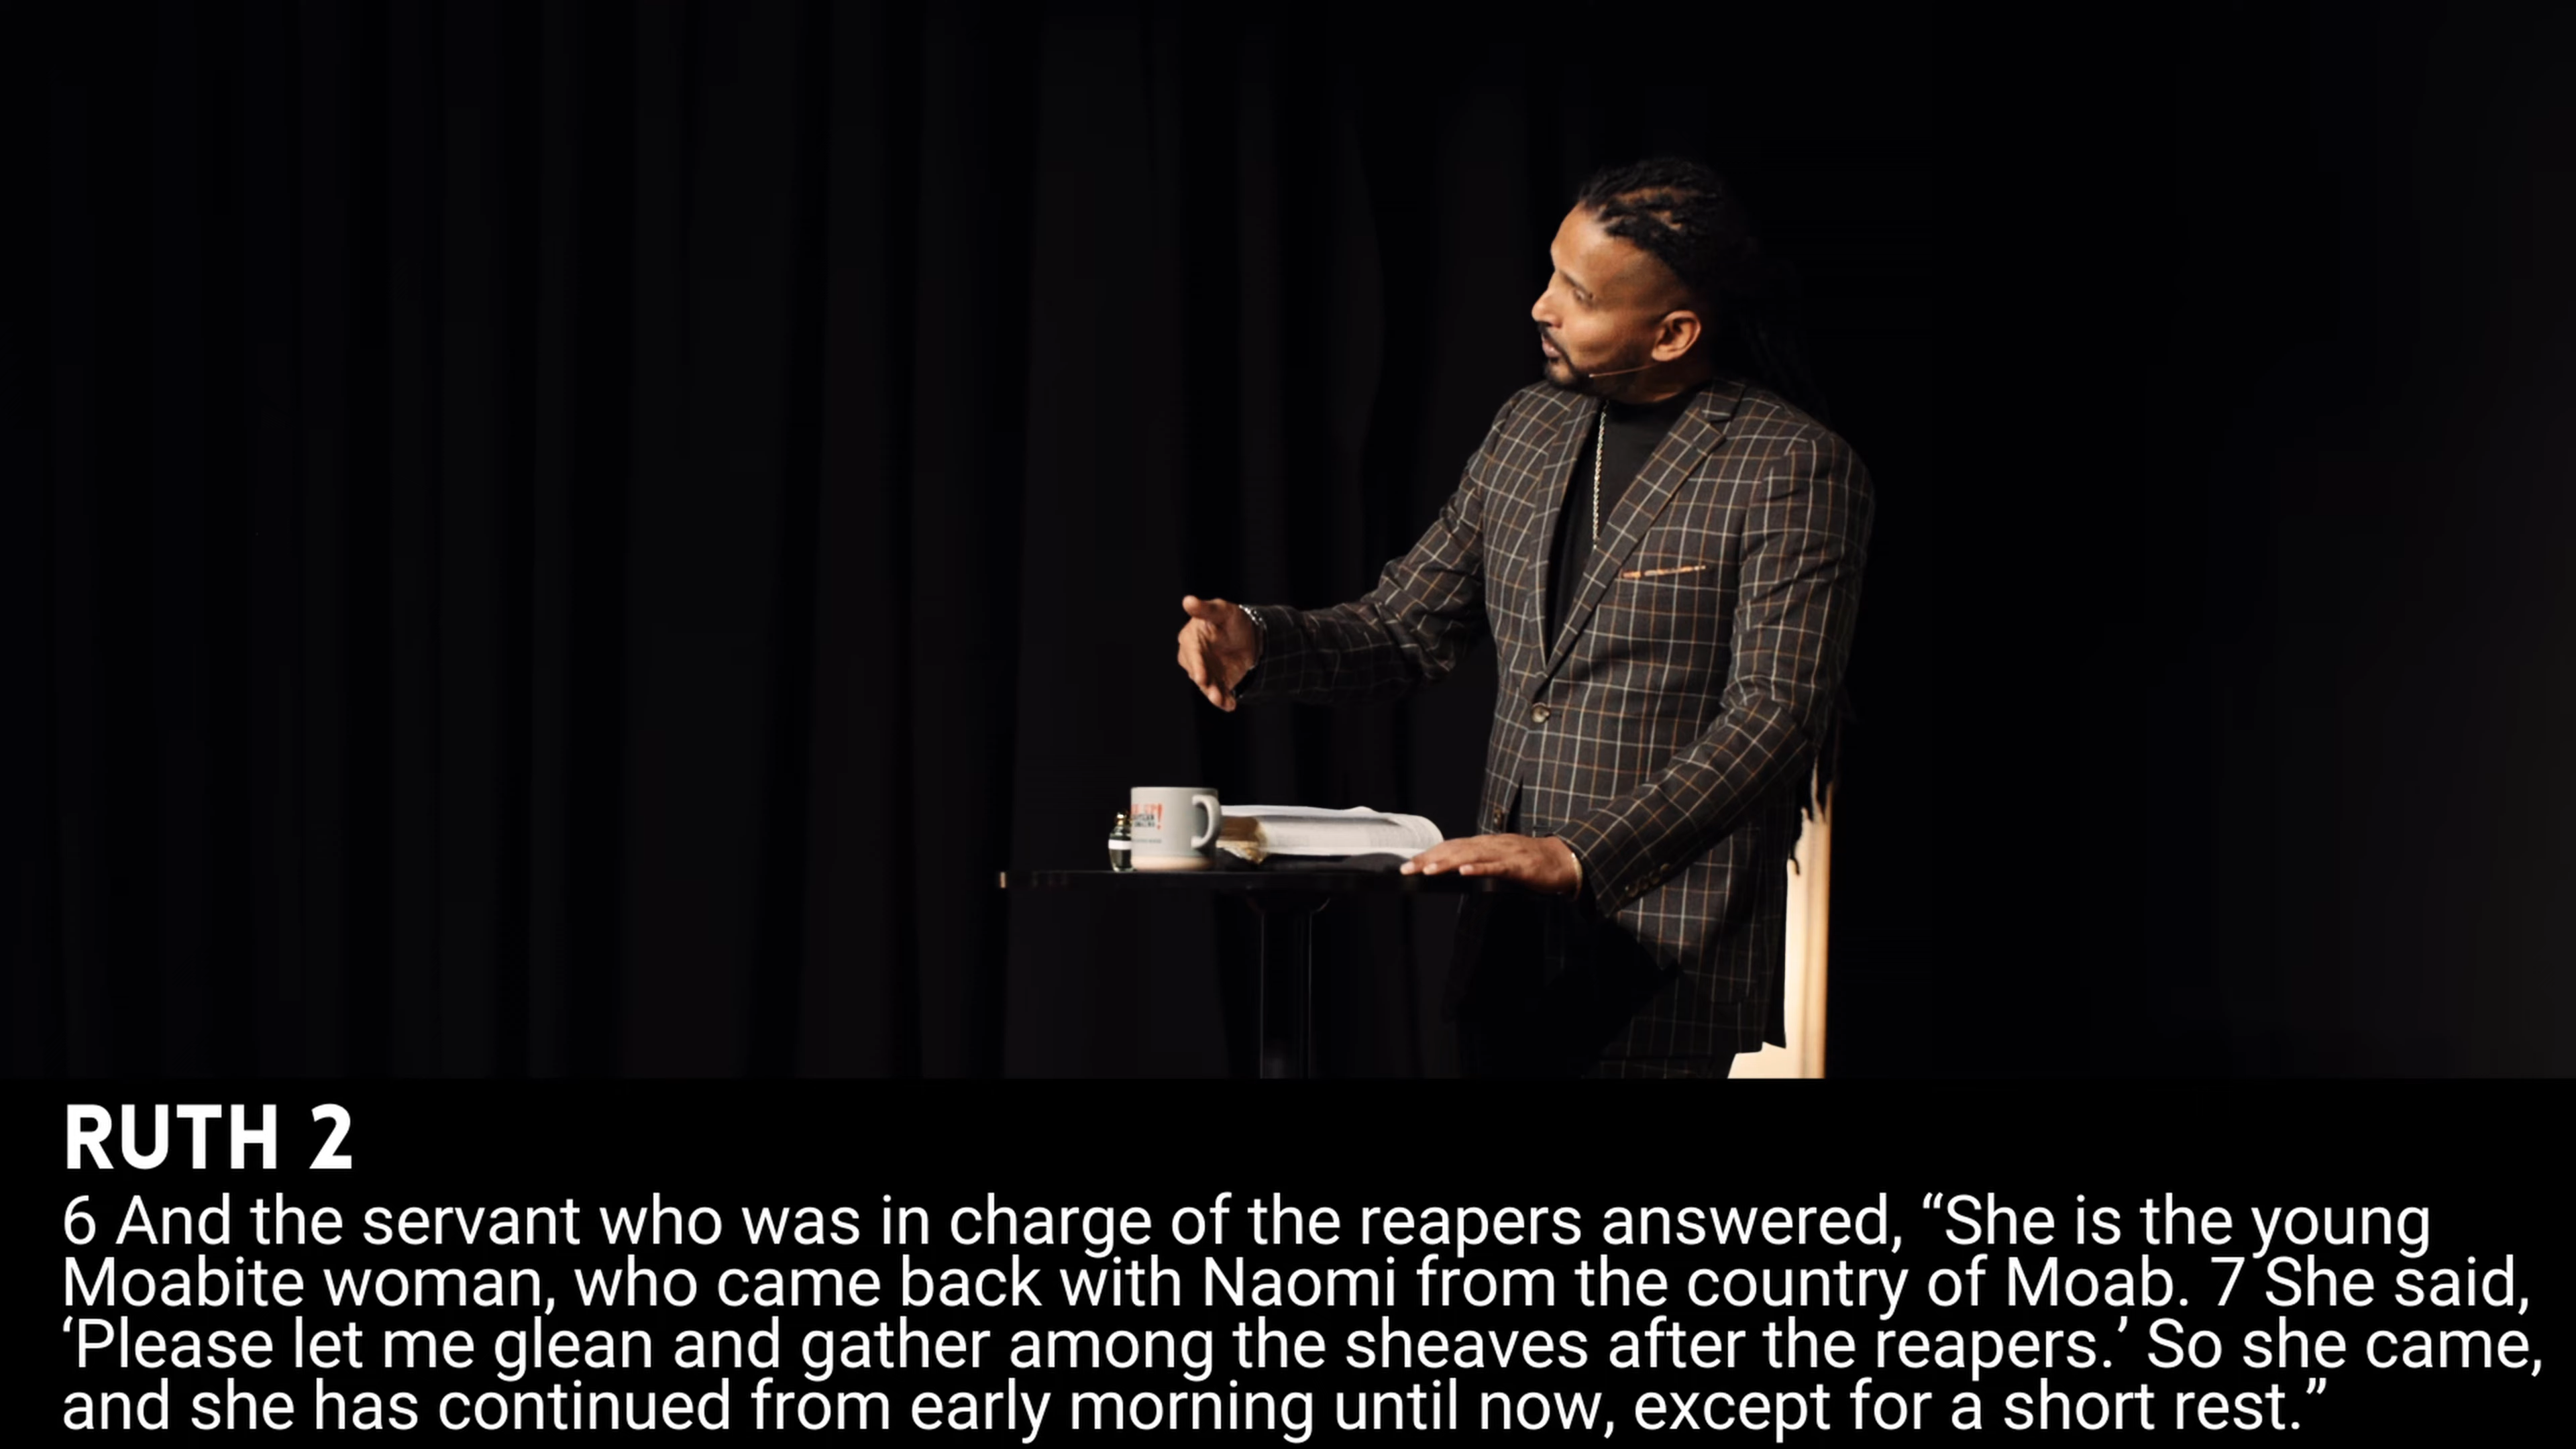 RUTH 2
6 And the servant who was in charge of the reapers answered, “She is the young
Moabite woman, who came back with Naomi from the country of Moab. 7 She said,
‘Please let me glean and gather among the sheaves after the reapers.’ So she came,
and she has continued from early morning until now, except for a short rest.”